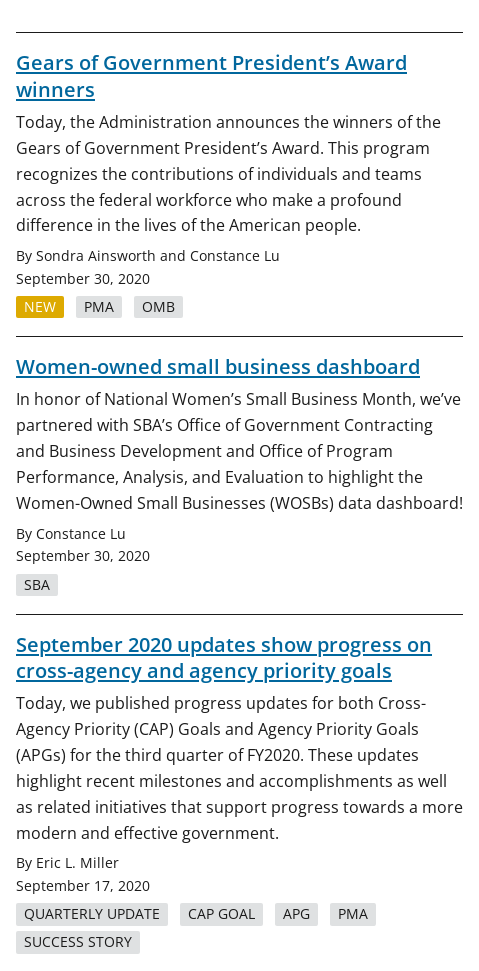 Gears of Government President’s Award
winners
Today, the Administration announces the winners of the
Gears of Government President’s Award. This program
recognizes the contributions of individuals and teams
across the federal workforce who make a profound
difference in the lives of the American people.
By Sondra Ainsworth and Constance Lu
September 30, 2020
NEW PMA OMB
Women-owned small business dashboard
In honor of National Women’s Small Business Month, we’ve
partnered with SBA’s Office of Government Contracting
and Business Development and Office of Program
Performance, Analysis, and Evaluation to highlight the
Women-Owned Small Businesses (WOSBs) data dashboard!
By Constance Lu
September 30, 2020
SBA
September 2020 updates show progress on
cross-agency and agency priority goals
Today, we published progress updates for both Cross-
Agency Priority (CAP) Goals and Agency Priority Goals
(APGs) for the third quarter of FY2020. These updates
highlight recent milestones and accomplishments as well
as related initiatives that support progress towards a more
modern and effective government.
By Eric L. Miller
September 17, 2020
QUARTERLY UPDATE CAP GOAL APG PMA
SUCCESS STORY